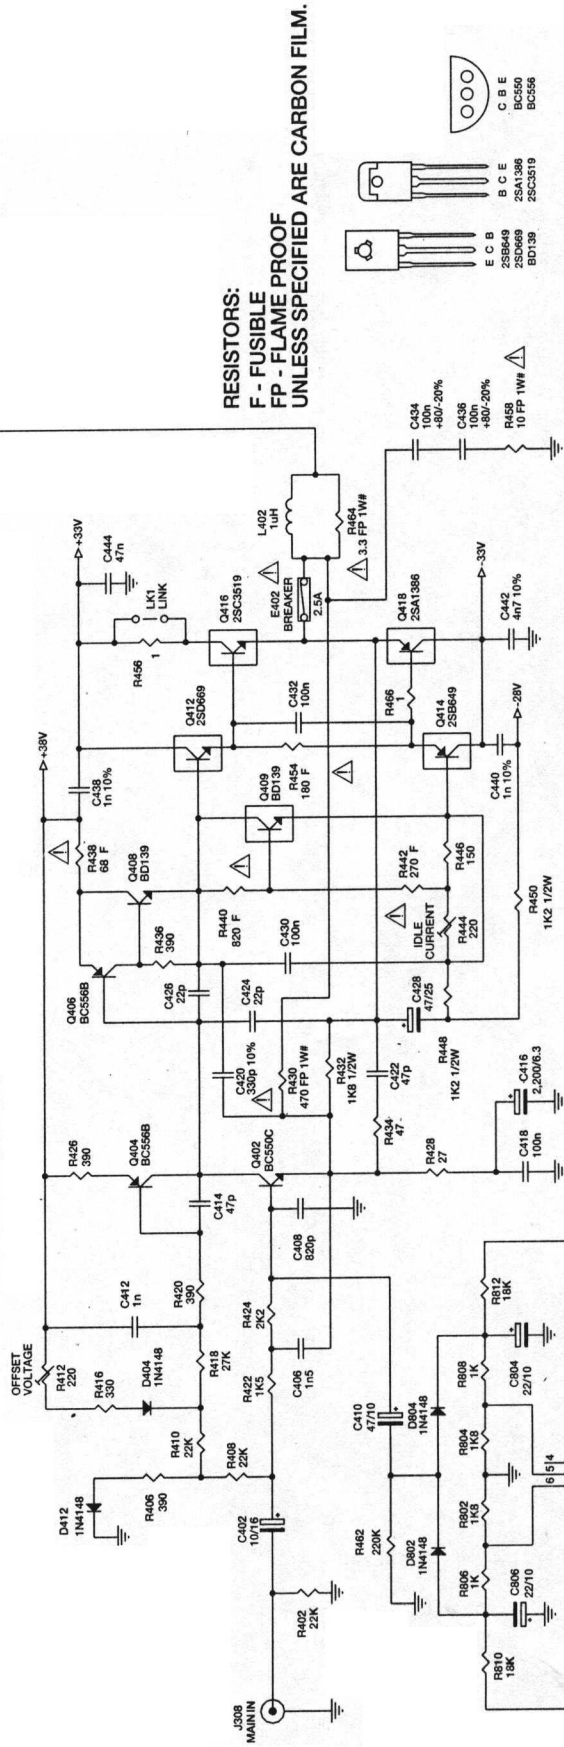 RESISTORS:
F - FUSIBLE
FP - FLAME PROOF
UNLESS SPECIFIED ARE CARBON FILM.
E C B
2SB649
2SD669
BD139
B C E
2SA1386
2SC3519
C B E
BC550
BC556
+38V
+33V
C444
47n
LK1
LINK
R456
1
Q416
2SC3519
E402
BREAKER
2.5A
L402
1uH
R464
3.3 FP 1W#
C434
100n
+80/-20%
C436
100n
+80/-20%
R458
10 FP 1W#
C438
1n 10%
R438
68 F
Q412
2SD669
C432
100n
Q418
2SA1386
R466
1
-33V
C442
4n7 10%
Q408
BD139
Q409
BD139
R454
180 F
Q414
2SB649
C440
1n 10%
-28V
Q406
BC556B
R436
390
R440
820 F
R442
270 F
R446
150
C426
22p
C430
100n
IDLE
CURRENT
R444
220
R450
1K2 1/2W
C424
22p
C428
47/25
R448
1K2 1/2W
C420
330p 10%
R430
470 FP 1W#
R432
1K8 1/2W
C422
47p
R434
47
R426
390
Q404
BC556B
Q402
BC550C
R428
27
C416
2,200/6.3
C418
100n
C414
47p
C408
820p
OFFSET
VOLTAGE
R412
220
C412
1n
R420
390
R424
2K2
R416
330
D404
1N4148
R418
27K
R422
1K5
C406
1n5
R410
22K
R408
22K
D412
1N4148
R406
390
C402
10/16
R402
22K
J308
MAIN IN
C410
47/10
R462
220K
D804
1N4148
D802
1N4148
R812
18K
R808
1K
C804
22/10
R804
1K8
R802
1K8
R806
1K
C806
22/10
R810
18K
6 5 4